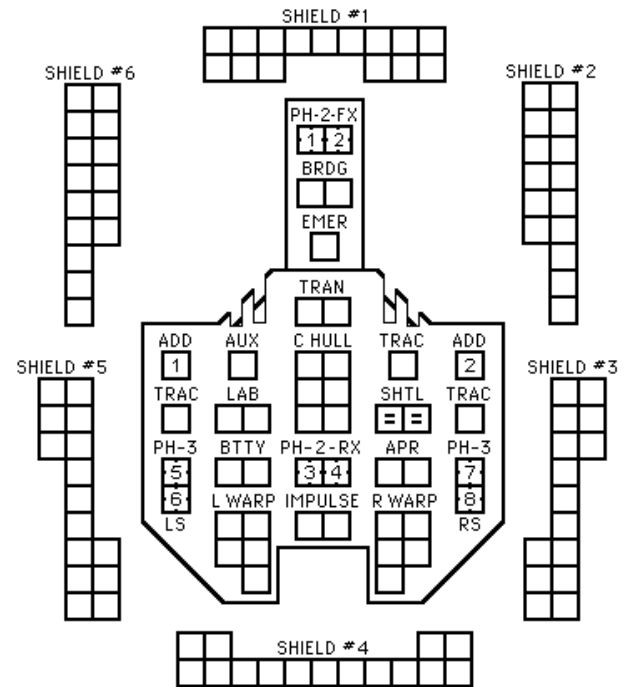 SHIELD #1
SHIELD #6
SHIELD #2
PH-2-FX
1 2
BRDG
EMER
TRAN
ADD AUX C HULL TRAC ADD
1 2
SHIELD #5
SHIELD #3
TRAC LAB SHTL TRAC
= =
PH-3 BTTY PH-2-RX APR PH-3
5 3 4 7
6 8
L WARP IMPULSE R WARP
LS RS
SHIELD #4